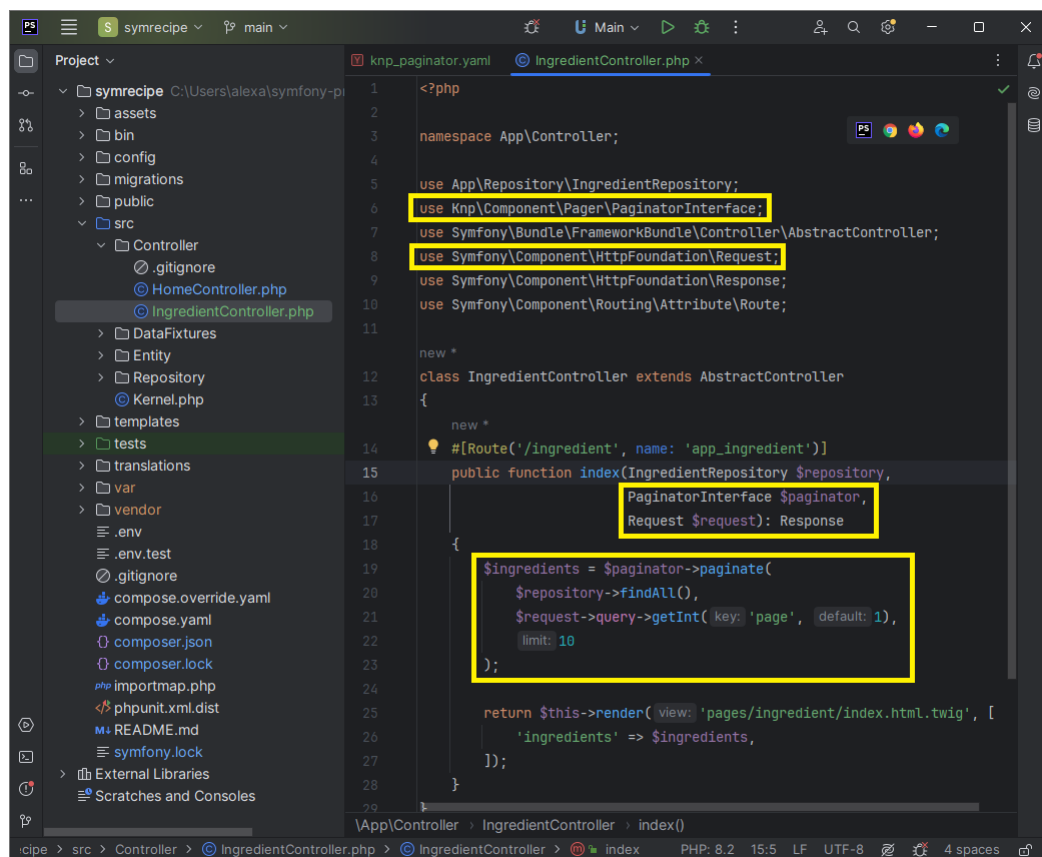 PS
S symrecipe main Main
Project
symrecipe C:\Users\alexa\symfony-pr
assets
bin
config
migrations
public
src
Controller
.gitignore
HomeController.php
IngredientController.php
DataFixtures
Entity
Repository
Kernel.php
templates
tests
translations
var
vendor
.env
.env.test
.gitignore
compose.override.yaml
compose.yaml
composer.json
composer.lock
php importmap.php
phpunit.xml.dist
M↓ README.md
symfony.lock
External Libraries
Scratches and Consoles
Y knp_paginator.yaml © IngredientController.php ×
PS
1 <?php
2
3 namespace App\Controller;
4
5 use App\Repository\IngredientRepository;
6 use Knp\Component\Pager\PaginatorInterface;
7 use Symfony\Bundle\FrameworkBundle\Controller\AbstractController;
8 use Symfony\Component\HttpFoundation\Request;
9 use Symfony\Component\HttpFoundation\Response;
10 use Symfony\Component\Routing\Attribute\Route;
11
new *
12 class IngredientController extends AbstractController
13 {
new *
14 #[Route('/ingredient', name: 'app_ingredient')]
15 public function index(IngredientRepository $repository,
16 PaginatorInterface $paginator,
17 Request $request): Response
18 {
19 $ingredients = $paginator->paginate(
20 $repository->findAll(),
21 $request->query->getInt( key: 'page', default: 1),
22 limit: 10
23 );
24
25 return $this->render( view: 'pages/ingredient/index.html.twig', [
26 'ingredients' => $ingredients,
27 ]);
28 }
29 }
\App\Controller › IngredientController › index()
cipe > src > Controller > © IngredientController.php > © IngredientController > m index PHP: 8.2 15:5 LF UTF-8 4 spaces